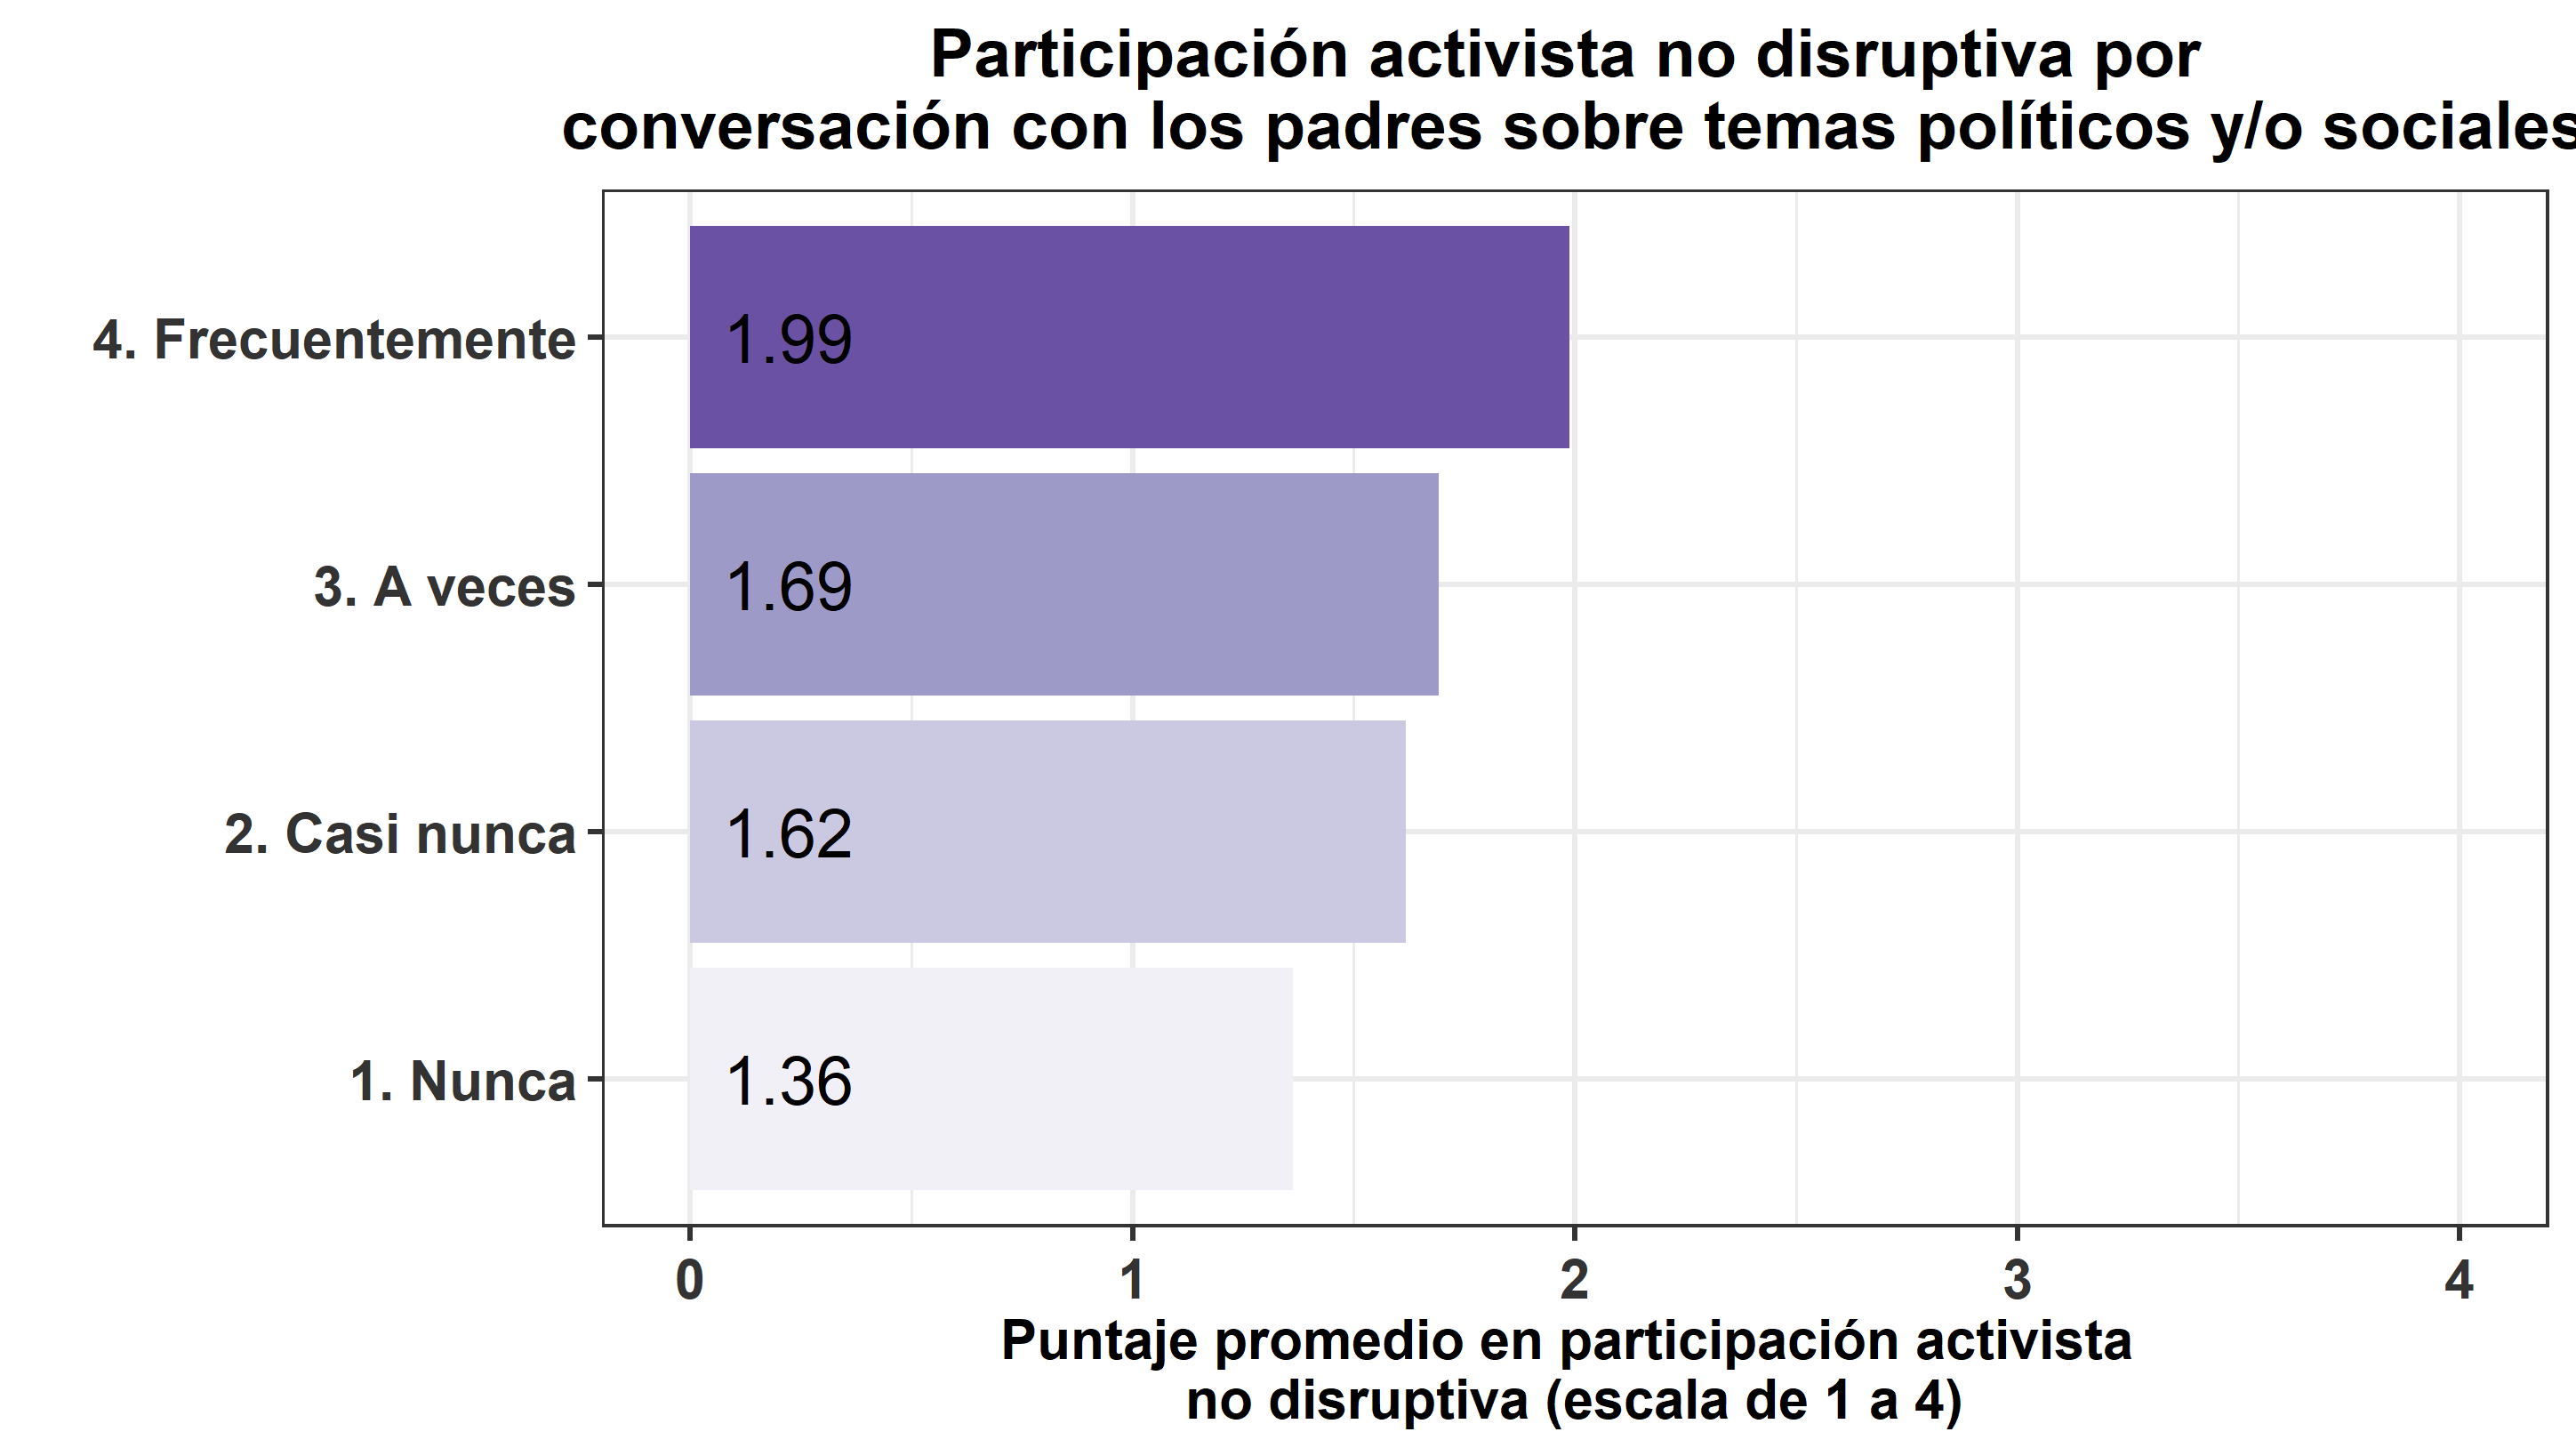 Participación activista no disruptiva por
conversación con los padres sobre temas políticos y/o sociales
4. Frecuentemente
1.99
3. A veces
1.69
2. Casi nunca
1.62
1. Nunca
1.36
0 1 2 3 4
Puntaje promedio en participación activista
no disruptiva (escala de 1 a 4)